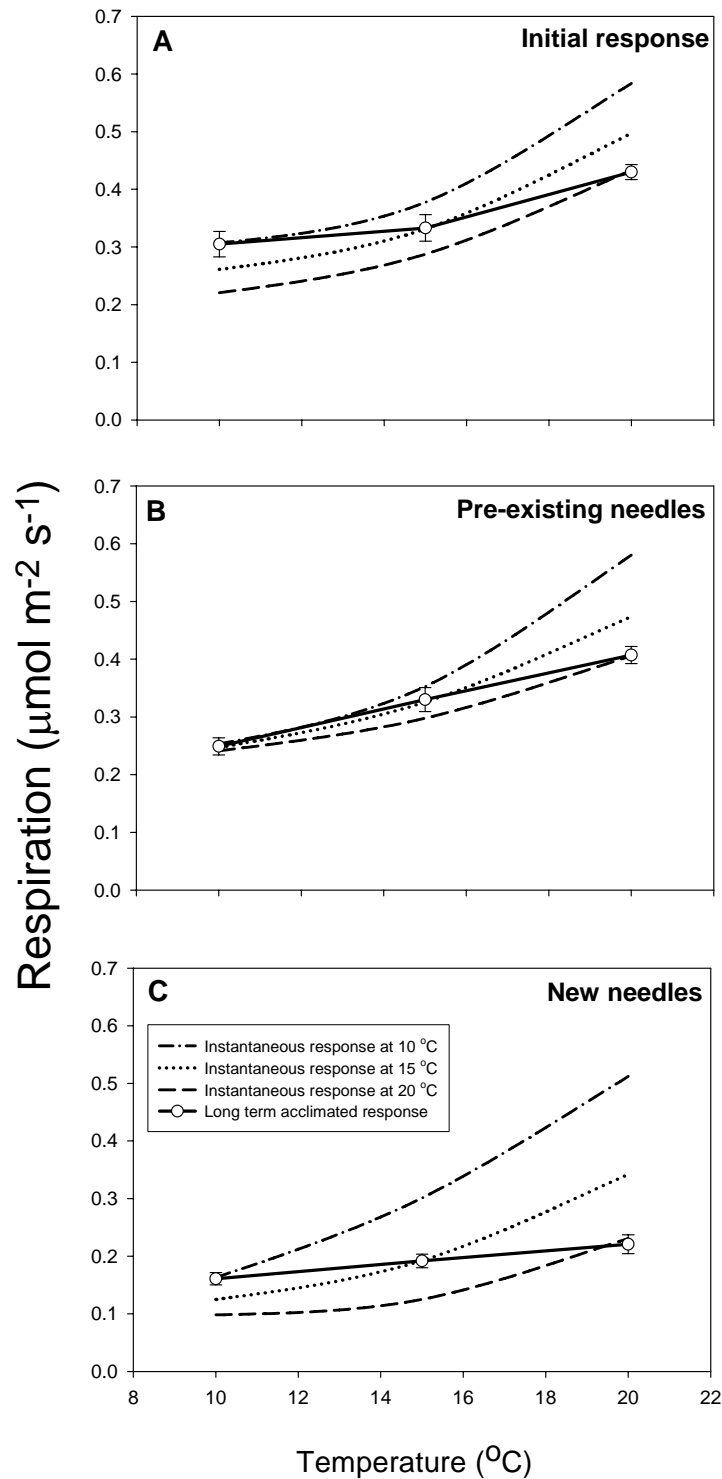 A Initial response
0.7
0.6
0.5
0.4
0.3
0.2
0.1
0.0
B Pre-existing needles
0.7
0.6
0.5
0.4
0.3
0.2
0.1
0.0
Respiration (μmol m-2 s-1)
C New needles
0.7
0.6
0.5
0.4
0.3
0.2
0.1
0.0
Instantaneous response at 10 oC
Instantaneous response at 15 oC
Instantaneous response at 20 oC
Long term acclimated response
8 10 12 14 16 18 20 22
Temperature (oC)